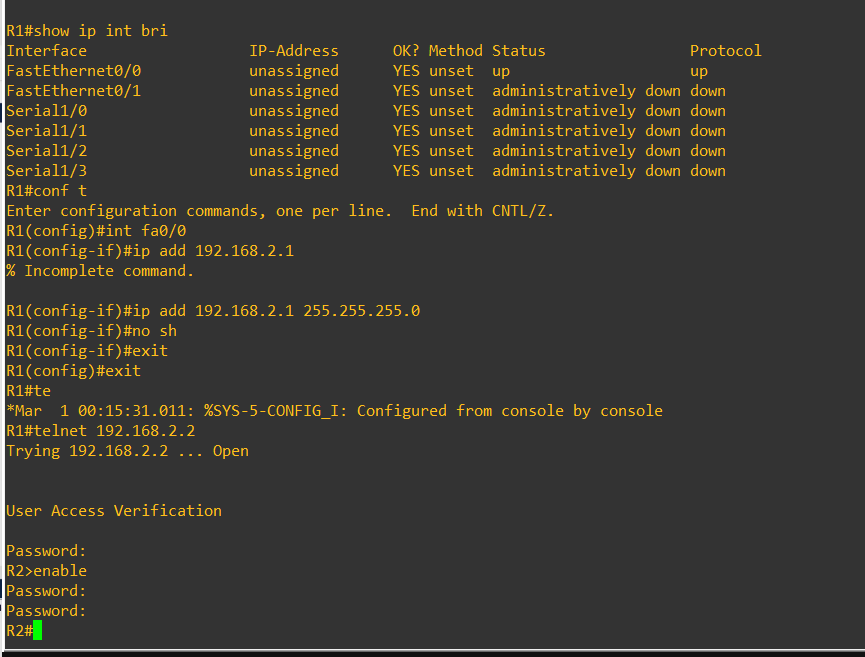 R1#show ip int bri
Interface                  IP-Address      OK? Method Status                Protocol
FastEthernet0/0            unassigned      YES unset  up                    up
FastEthernet0/1            unassigned      YES unset  administratively down down
Serial1/0                  unassigned      YES unset  administratively down down
Serial1/1                  unassigned      YES unset  administratively down down
Serial1/2                  unassigned      YES unset  administratively down down
Serial1/3                  unassigned      YES unset  administratively down down
R1#conf t
Enter configuration commands, one per line.  End with CNTL/Z.
R1(config)#int fa0/0
R1(config-if)#ip add 192.168.2.1
% Incomplete command.

R1(config-if)#ip add 192.168.2.1 255.255.255.0
R1(config-if)#no sh
R1(config-if)#exit
R1(config)#exit
R1#te
*Mar  1 00:15:31.011: %SYS-5-CONFIG_I: Configured from console by console
R1#telnet 192.168.2.2
Trying 192.168.2.2 ... Open


User Access Verification

Password:
R2>enable
Password:
Password:
R2#